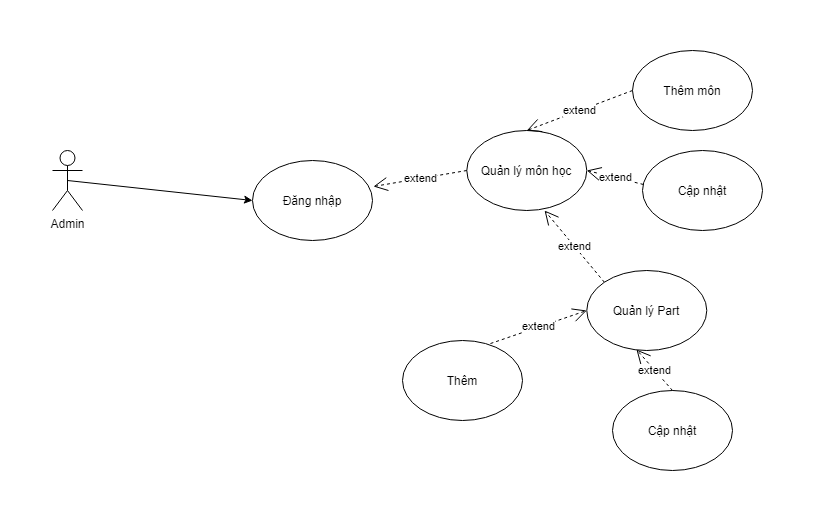 Thêm môn
extend
Quản lý môn học
extend
Cập nhật
extend
Đăng nhập
Admin
extend
Quản lý Part
extend
Thêm
extend
Cập nhật